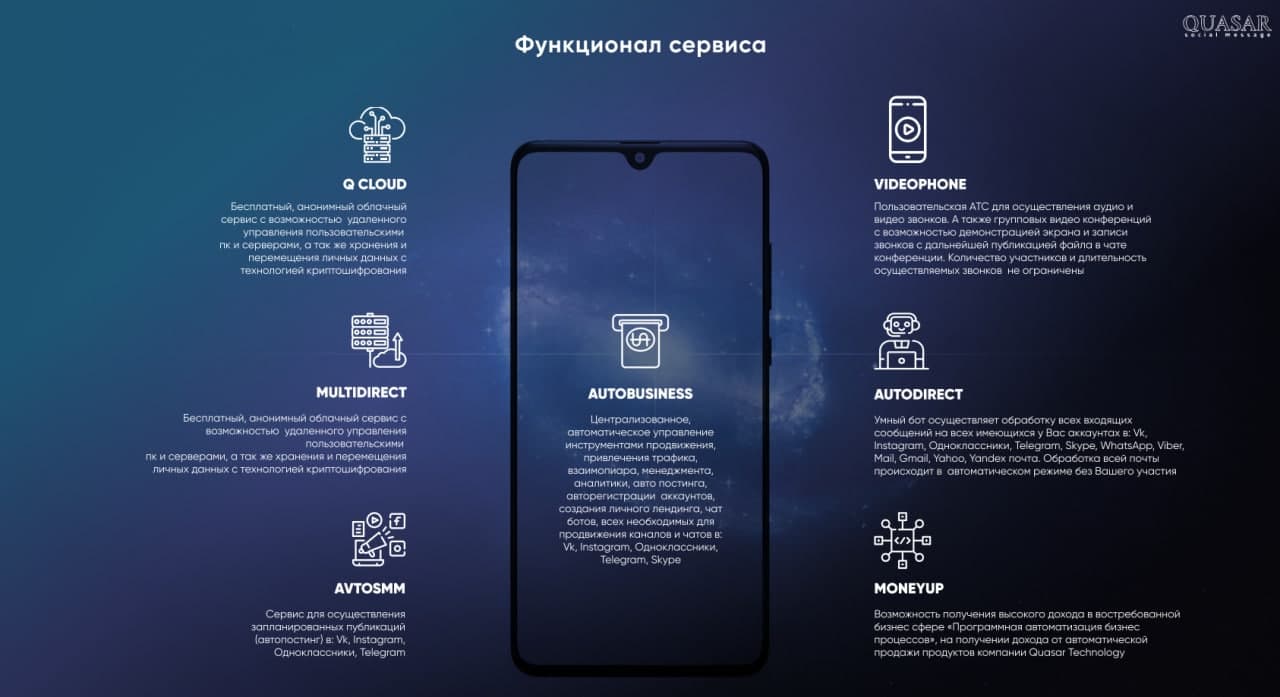 QUASAR
social message
Функционал сервиса
Q CLOUD
Бесплатный, анонимный облачный
сервис с возможностью удаленного
управления пользовательскими
пк и серверами, а так же хранения и
перемещения личных данных с
технологией криптошифрования
MULTIDIRECT
Бесплатный, анонимный облачный сервис с
возможностью удаленного управления
пользовательскими
пк и серверами, а так же хранения и перемещения
личных данных с технологией криптошифрования
AVTOSMM
Сервис для осуществления
запланированных публикаций
(автопостинг) в: Vk, Instagram,
Одноклассники, Telegram
AUTOBUSINESS
Централизованное,
автоматическое управление
инструментами продвижения,
привлечения трафика,
взаимопиара, менеджмента,
аналитики, авто постинга,
авторегистрации аккаунтов,
создания личного лендинга, чат
ботов, всех необходимых для
продвижения каналов и чатов в:
Vk, Instagram, Одноклассники,
Telegram, Skype
VIDEOPHONE
Пользовательская АТС для осуществления аудио и
видео звонков. А также групповых видео конференций
с возможностью демонстрацией экрана и записи
звонков с дальнейшей публикацией файла в чате
конференции. Количество участников и длительность
осуществляемых звонков не ограничены
AUTODIRECT
Умный бот осуществляет обработку всех входящих
сообщений на всех имеющихся у Вас аккаунтах в: Vk,
Instagram, Одноклассники, Telegram, Skype, WhatsApp, Viber,
Mail, Gmail, Yahoo, Yandex почта. Обработка всей почты
происходит в автоматическом режиме без Вашего участия
MONEYUP
Возможность получения высокого дохода в востребованной
бизнес сфере «Программная автоматизация бизнес
процессов», на получении дохода от автоматической
продажи продуктов компании Quasar Technology